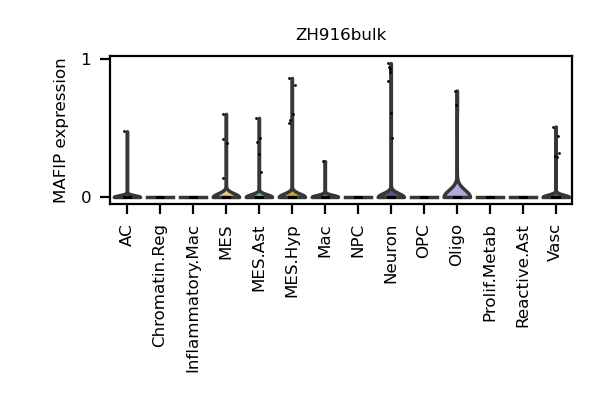 ZH916bulk
MAFIP expression
1
0
AC
Chromatin.Reg
Inflammatory.Mac
MES
MES.Ast
MES.Hyp
Mac
NPC
Neuron
OPC
Oligo
Prolif.Metab
Reactive.Ast
Vasc